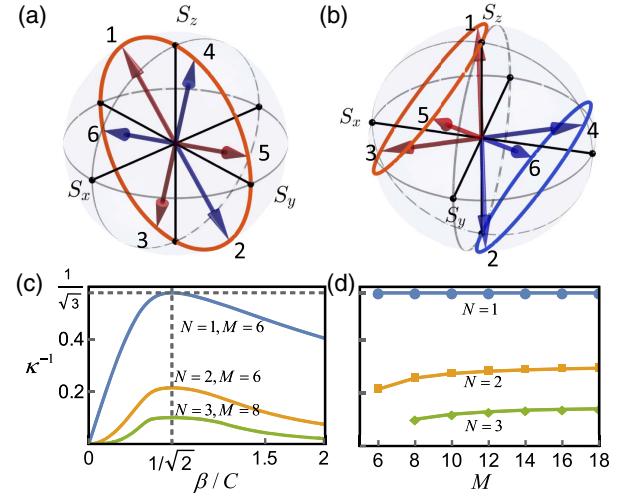 (a)
S_z
1
4
6
5
S_x
S_y
3
2
(b)
S_z
1
S_x
5
4
3
6
S_y
2
(c)
1/√3
N = 1, M = 6
0.4
κ⁻¹
N = 2, M = 6
0.2
N = 3, M = 8
0 1/√2 1.5 2
β / C
(d)
N = 1
N = 2
N = 3
6 8 10 12 14 16 18
M